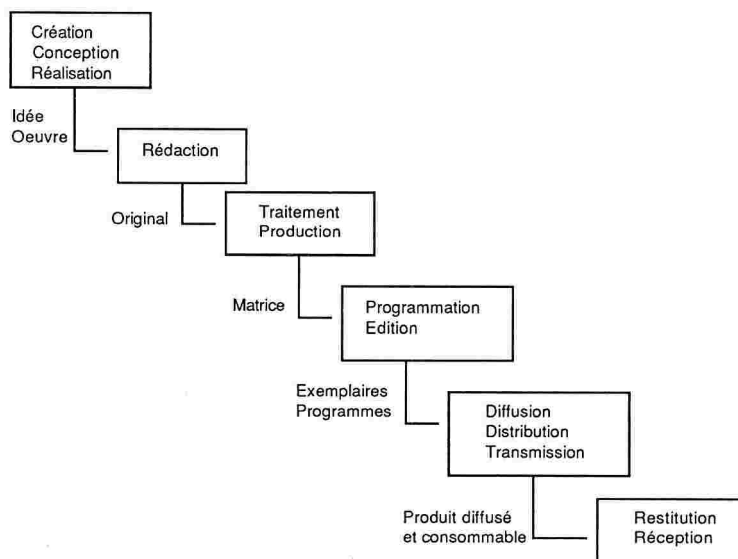 Création
Conception
Réalisation
Idée
Oeuvre
Rédaction
Original
Traitement
Production
Matrice
Programmation
Edition
Exemplaires
Programmes
Diffusion
Distribution
Transmission
Produit diffusé
et consommable
Restitution
Réception